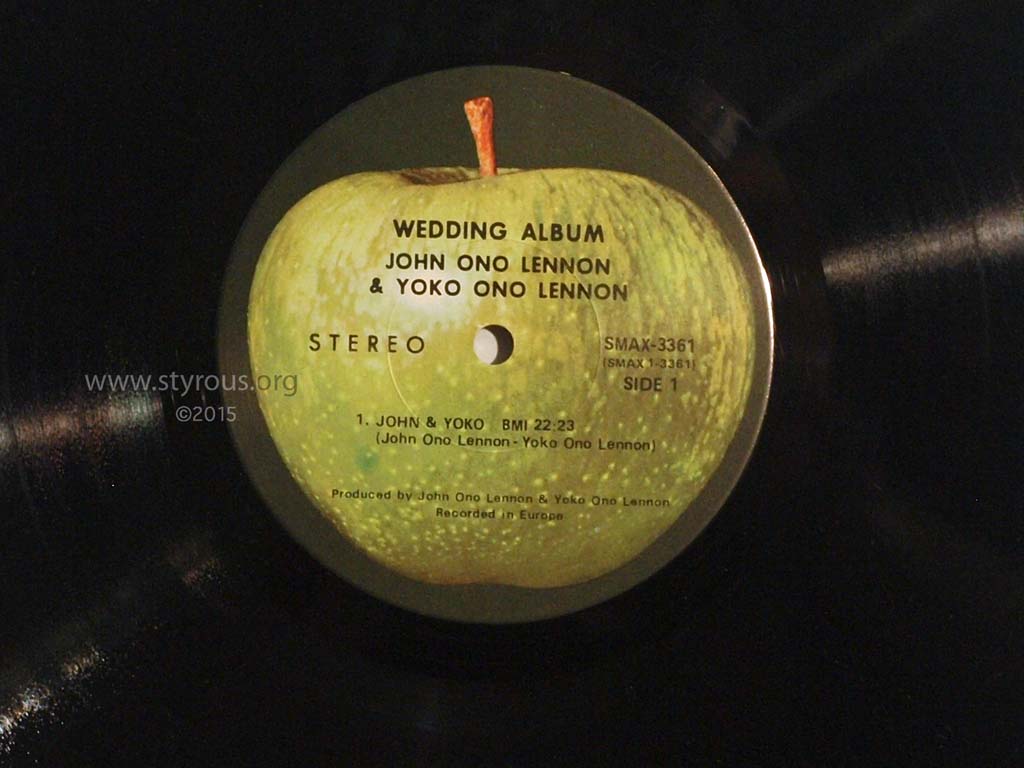 WEDDING ALBUM
JOHN ONO LENNON
& YOKO ONO LENNON
STEREO
SMAX-3361
(SMAX 1-3361)
SIDE 1
www.styrous.org
©2015
1. JOHN & YOKO BMI 22:23
(John Ono Lennon - Yoko Ono Lennon)
Produced by John Ono Lennon & Yoko Ono Lennon
Recorded in Europe